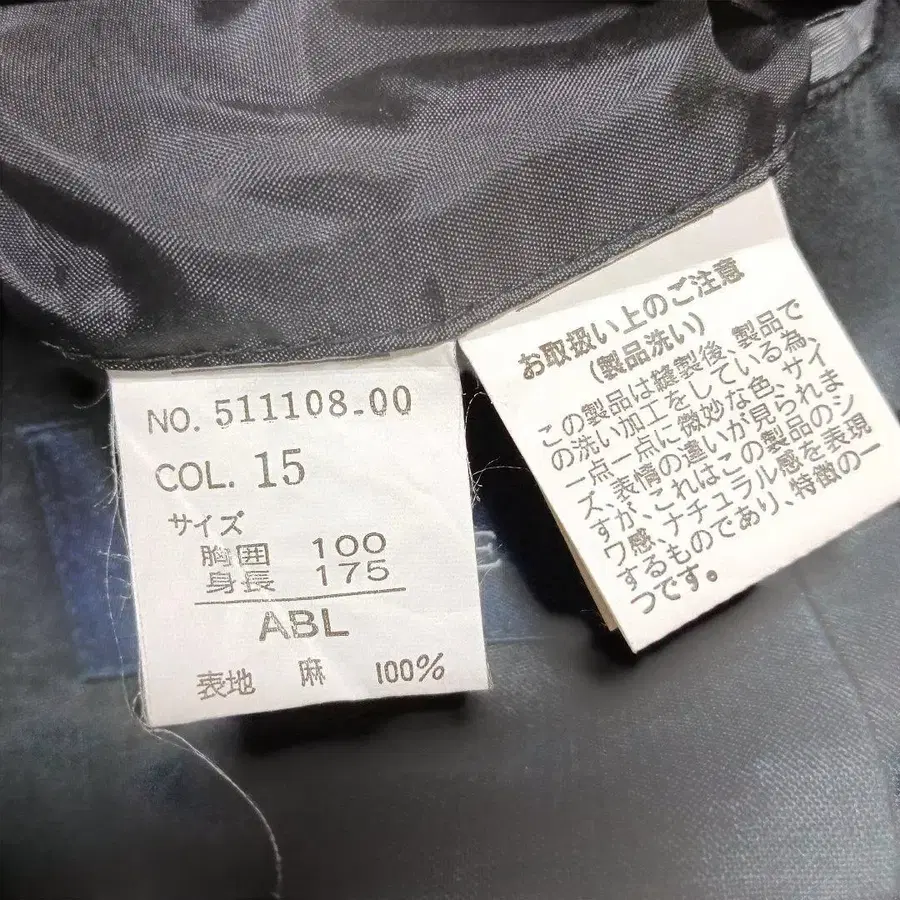 NO. 511108-00
COL. 15
サイズ
胸囲 100
身長 175
ABL
表地 麻 100%
お取扱い上のご注意
(製品洗い)
この製品は縫製後、製品で
の洗い加工をしている為、
一点一点に微妙な色、サイ
ズ、表情の違いが見られま
すが、これはこの製品のシ
ワ感、ナチュラル感を表現
するものであり、特徴の一
つです。